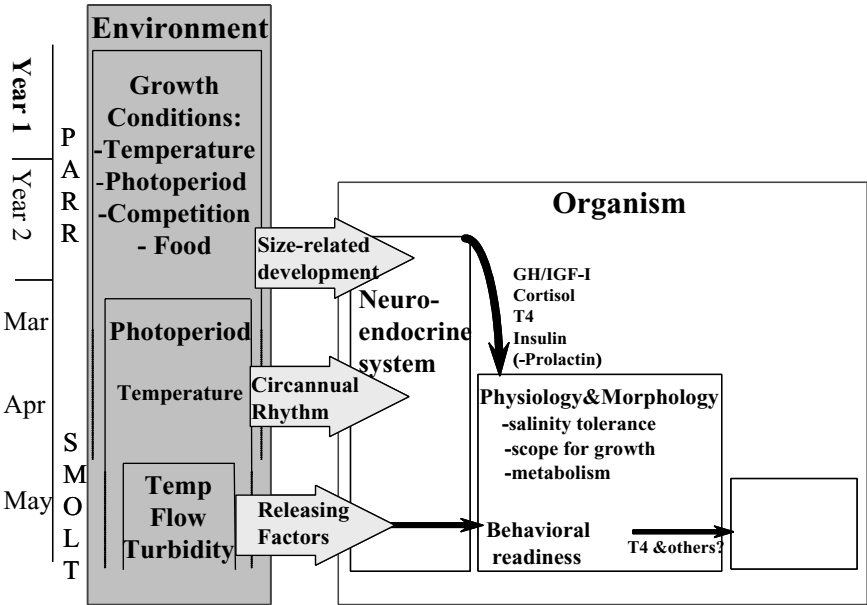 Environment
Year 1
Year 2
Mar
Apr
May
PARR
SMOLT
Growth
Conditions:
-Temperature
-Photoperiod
-Competition
- Food
Photoperiod
Temperature
Temp
Flow
Turbidity
Size-related
development
Circannual
Rhythm
Releasing
Factors
Organism
Neuro-
endocrine
system
GH/IGF-I
Cortisol
T4
Insulin
(-Prolactin)
Physiology&Morphology
-salinity tolerance
-scope for growth
-metabolism
Behavioral
readiness
T4 &others?